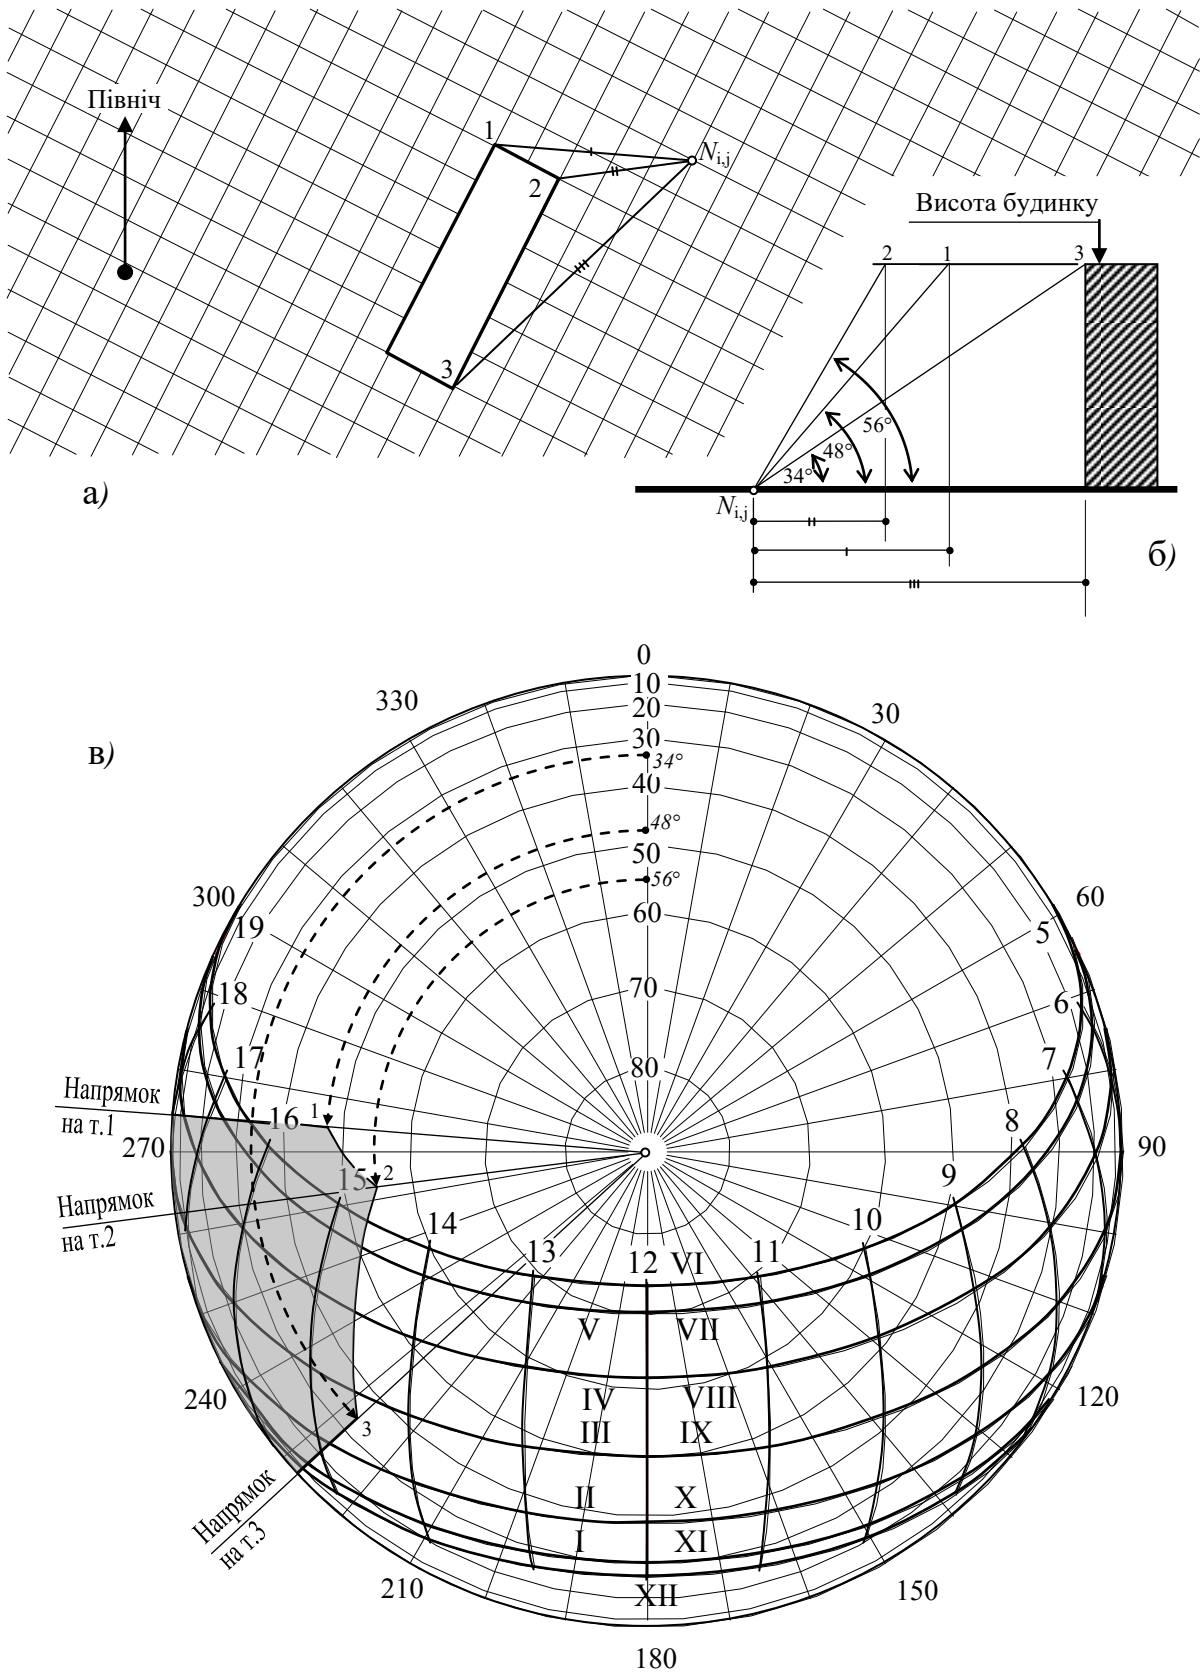 Північ
1
N i,j
2
3
Висота будинку
2 1 3
56°
48°
34°
N i,j
а)
б)
0
330 10 30
20
в) 30
34°
40
48°
50
56°
300 60 60
19 5
70
18 6
17 80 7
Напрямок
на т.1
16 1 8
270 90
15 2 9
Напрямок
на т.2
14 13 12 VI 11 10
V VII
240 IV VIII 120
III IX
3
II X
Напрямок
на т.3
I XI
210 XII 150
180